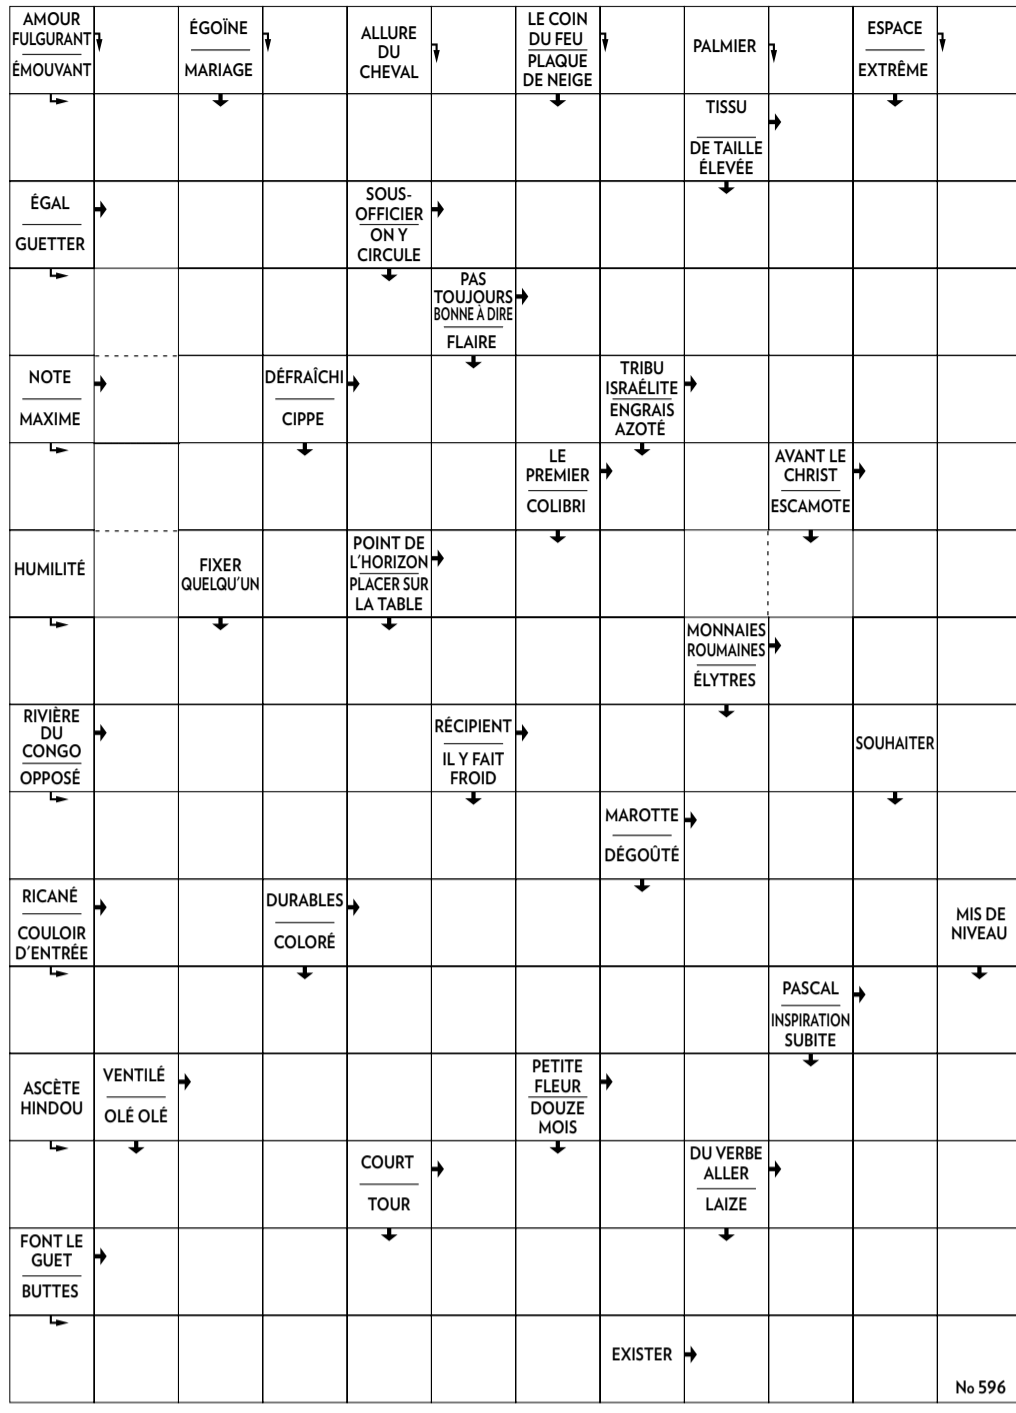 AMOUR
FULGURANT
ÉMOUVANT
ÉGOÏNE
MARIAGE
ALLURE
DU
CHEVAL
LE COIN
DU FEU
PLAQUE
DE NEIGE
PALMIER
ESPACE
EXTRÊME
TISSU
DE TAILLE
ÉLEVÉE
ÉGAL
GUETTER
SOUS-
OFFICIER
ON Y
CIRCULE
PAS
TOUJOURS
BONNE À DIRE
FLAIRE
NOTE
MAXIME
DÉFRAÎCHI
CIPPE
TRIBU
ISRAÉLITE
ENGRAIS
AZOTÉ
LE
PREMIER
COLIBRI
AVANT LE
CHRIST
ESCAMOTE
HUMILITÉ
FIXER
QUELQU'UN
POINT DE
L'HORIZON
PLACER SUR
LA TABLE
MONNAIES
ROUMAINES
ÉLYTRES
RIVIÈRE
DU
CONGO
OPPOSÉ
RÉCIPIENT
IL Y FAIT
FROID
SOUHAITER
MAROTTE
DÉGOÛTÉ
RICANÉ
COULOIR
D'ENTRÉE
DURABLES
COLORÉ
MIS DE
NIVEAU
PASCAL
INSPIRATION
SUBITE
ASCÈTE
HINDOU
VENTILÉ
OLÉ OLÉ
PETITE
FLEUR
DOUZE
MOIS
COURT
TOUR
DU VERBE
ALLER
LAIZE
FONT LE
GUET
BUTTES
EXISTER
No 596